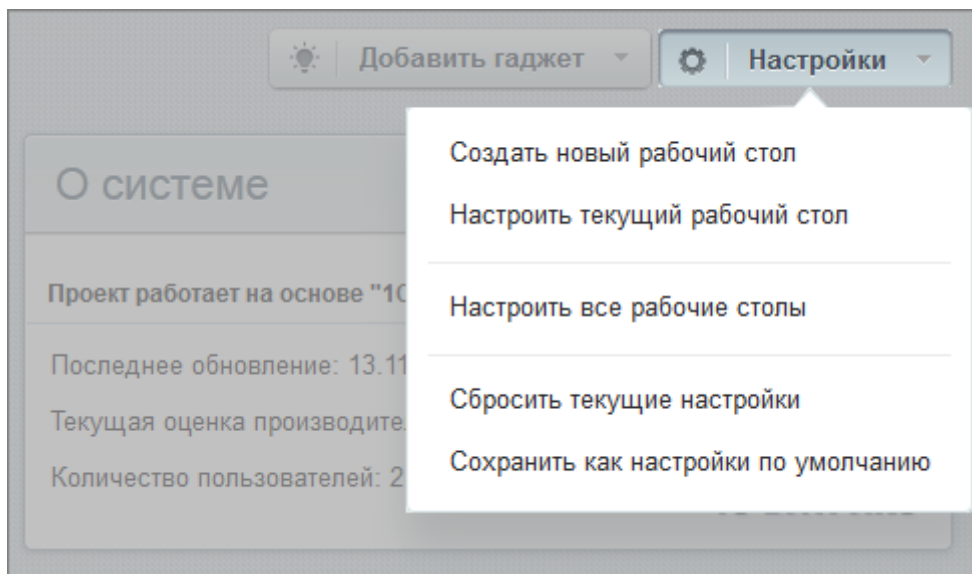 Добавить гаджет
Настройки
Создать новый рабочий стол
О системе
Настроить текущий рабочий стол
Проект работает на основе "1С
Настроить все рабочие столы
Последнее обновление: 13.11
Сбросить текущие настройки
Текущая оценка
Сохранить как настройки по умолчанию
Количество пользователей: 2